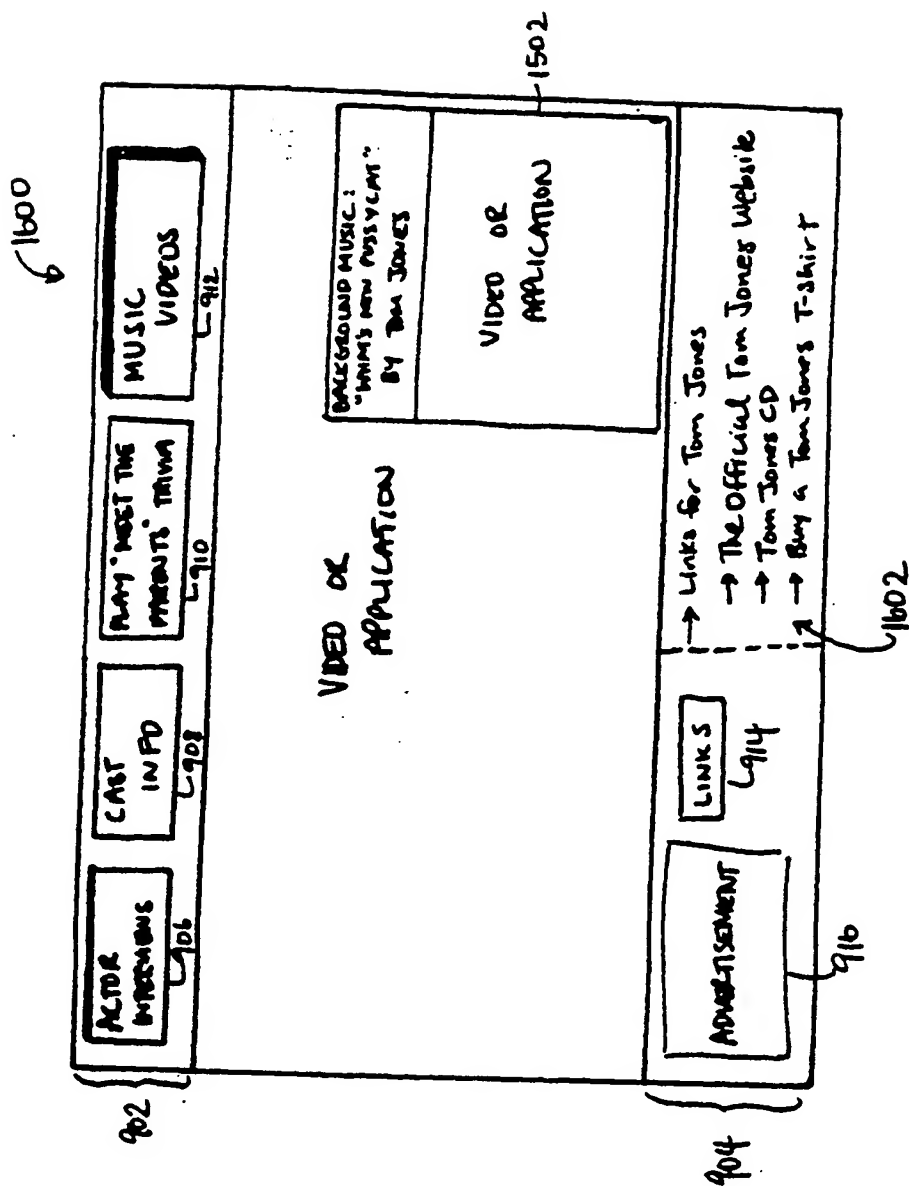 1600
902
ACTOR
INTERVIEWS
906
CAST
INFO
908
PLAY "MEET THE
PARENTS" TRIVIA
910
MUSIC
VIDEOS
912
VIDEO OR
APPLICATION
BACKGROUND MUSIC:
"WHAT'S NEW PUSSYCAT"
BY TOM JONES
VIDEO OR
APPLICATION
1502
904
ADVERTISEMENT
916
LINKS
914
→ Links for Tom Jones
→ The Official Tom Jones Website
→ Tom Jones CD
→ Buy a Tom Jones T-Shirt
1602